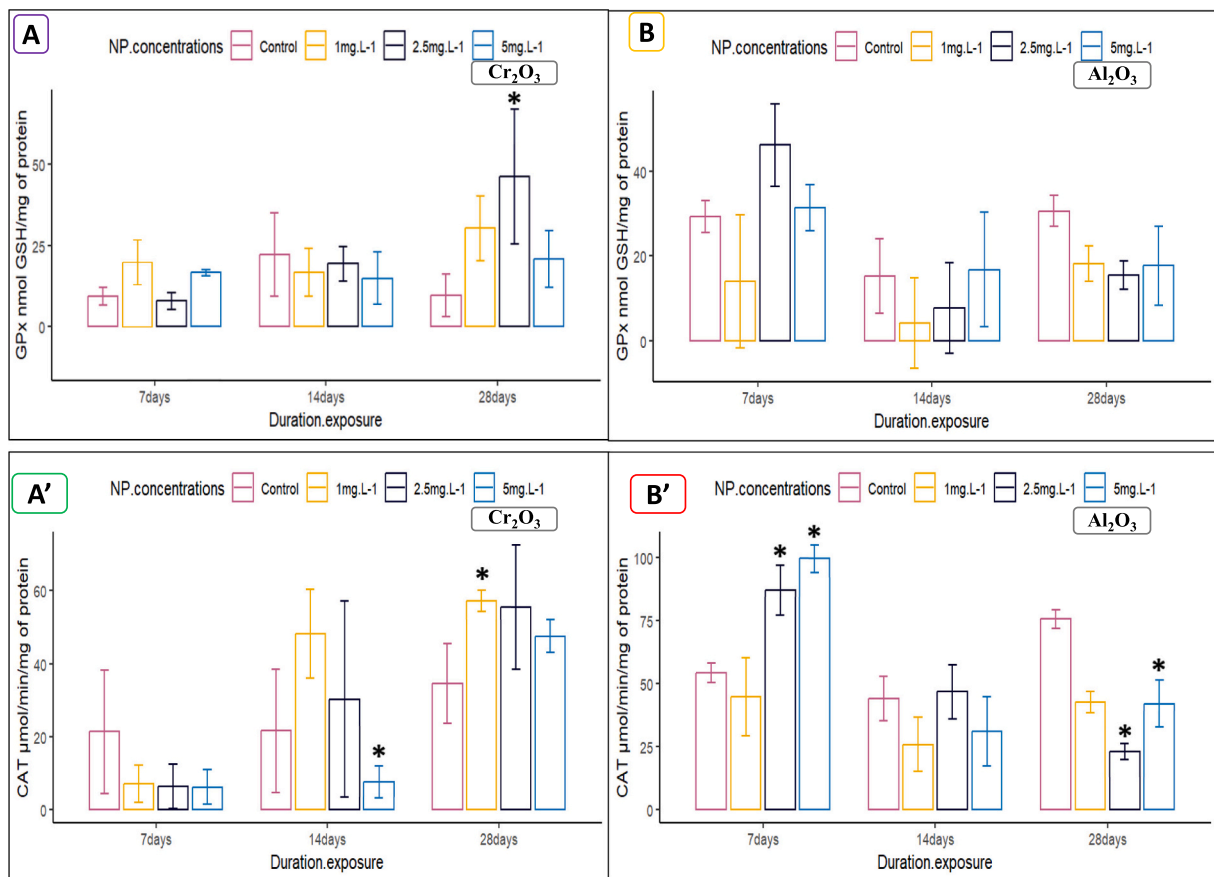 A
NP.concentrations Control 1mg.L-1 2.5mg.L-1 5mg.L-1
Cr₂O₃
*
GPx nmol GSH/mg of protein
50
25
0
7days 14days 28days
Duration.exposure
B
NP.concentrations Control 1mg.L-1 2.5mg.L-1 5mg.L-1
Al₂O₃
GPx nmol GSH/mg of protein
40
20
0
7days 14days 28days
Duration.exposure
A'
NP.concentrations Control 1mg.L-1 2.5mg.L-1 5mg.L-1
Cr₂O₃
*
*
CAT µmol/min/mg of protein
60
40
20
0
7days 14days 28days
Duration.exposure
B'
NP.concentrations Control 1mg.L-1 2.5mg.L-1 5mg.L-1
Al₂O₃
* *
*
*
CAT µmol/min/mg of protein
100
75
50
25
0
7days 14days 28days
Duration.exposure